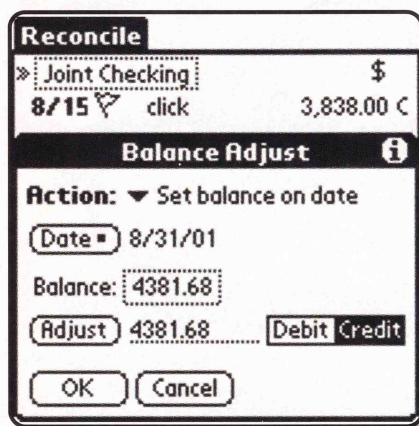 Reconcile
» Joint Checking $
8/15 click 3,838.00 C
Balance Adjust i
Action: ▼ Set balance on date
Date 8/31/01
Balance: 4381.68
Adjust 4381.68 Debit Credit
OK Cancel